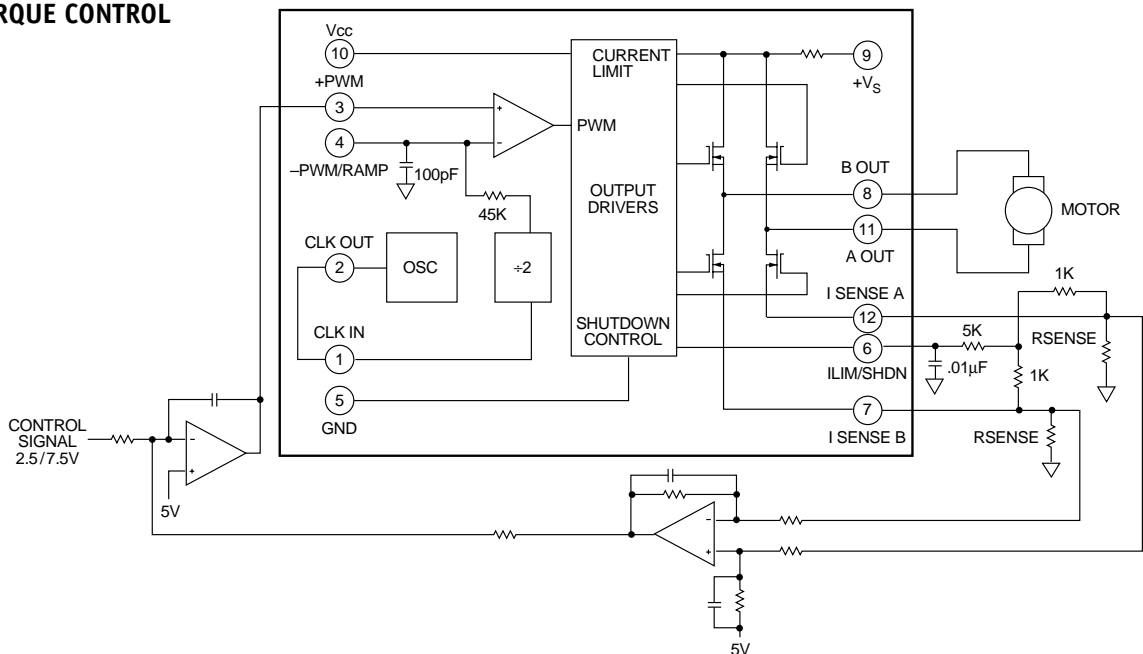 RQUE CONTROL
Vcc
10
+PWM
3
4
–PWM/RAMP
100pF
45K
CLK OUT
2
OSC
÷2
CLK IN
1
5
GND
+
–
PWM
CURRENT
LIMIT
OUTPUT
DRIVERS
SHUTDOWN
CONTROL
9
+VS
B OUT
8
11
A OUT
MOTOR
I SENSE A
12
6
ILIM/SHDN
7
I SENSE B
1K
5K
.01µF
1K
RSENSE
RSENSE
CONTROL
SIGNAL
2.5/7.5V
–
+
5V
–
+
5V